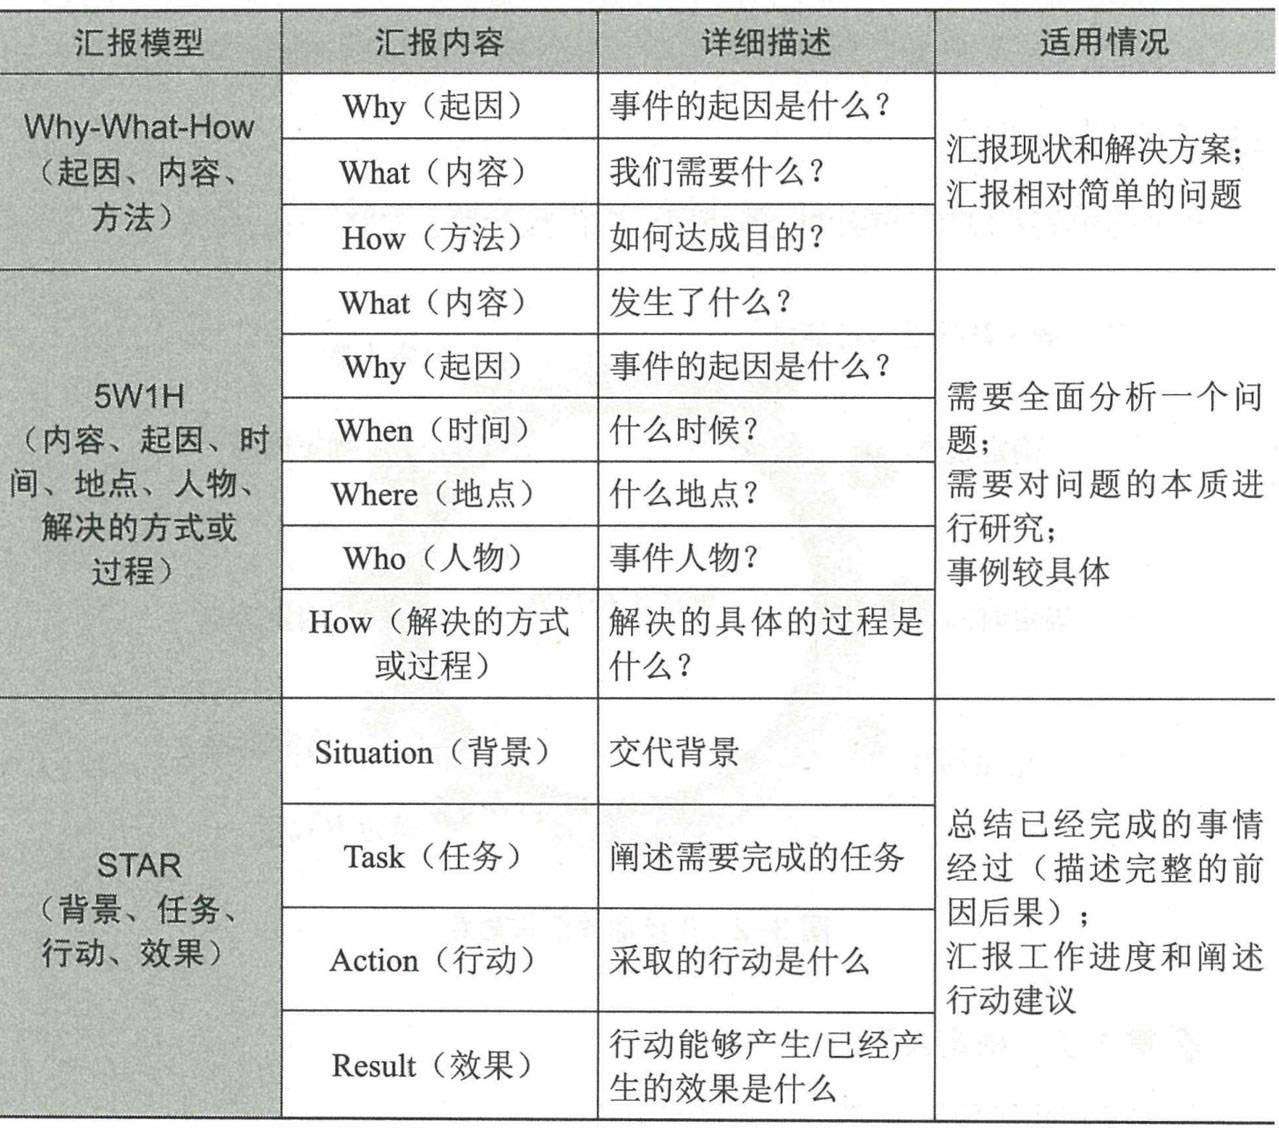 汇报模型 汇报内容 详细描述 适用情况
Why-What-How
（起因、内容、
方法）
Why（起因） 事件的起因是什么？
What（内容） 我们需要什么？
How（方法） 如何达成目的？
汇报现状和解决方案；
汇报相对简单的问题
5W1H
（内容、起因、时
间、地点、人物、
解决的方式或
过程）
What（内容） 发生了什么？
Why（起因） 事件的起因是什么？
When（时间） 什么时候？
Where（地点） 什么地点？
Who（人物） 事件人物？
How（解决的方式
或过程）
解决的具体的过程是
什么？
需要全面分析一个问
题；
需要对问题的本质进
行研究；
事例较具体
STAR
（背景、任务、
行动、效果）
Situation（背景） 交代背景
Task（任务） 阐述需要完成的任务
Action（行动） 采取的行动是什么
Result（效果）
行动能够产生/已经产
生的效果是什么
总结已经完成的事情
经过（描述完整的前
因后果）；
汇报工作进度和阐述
行动建议